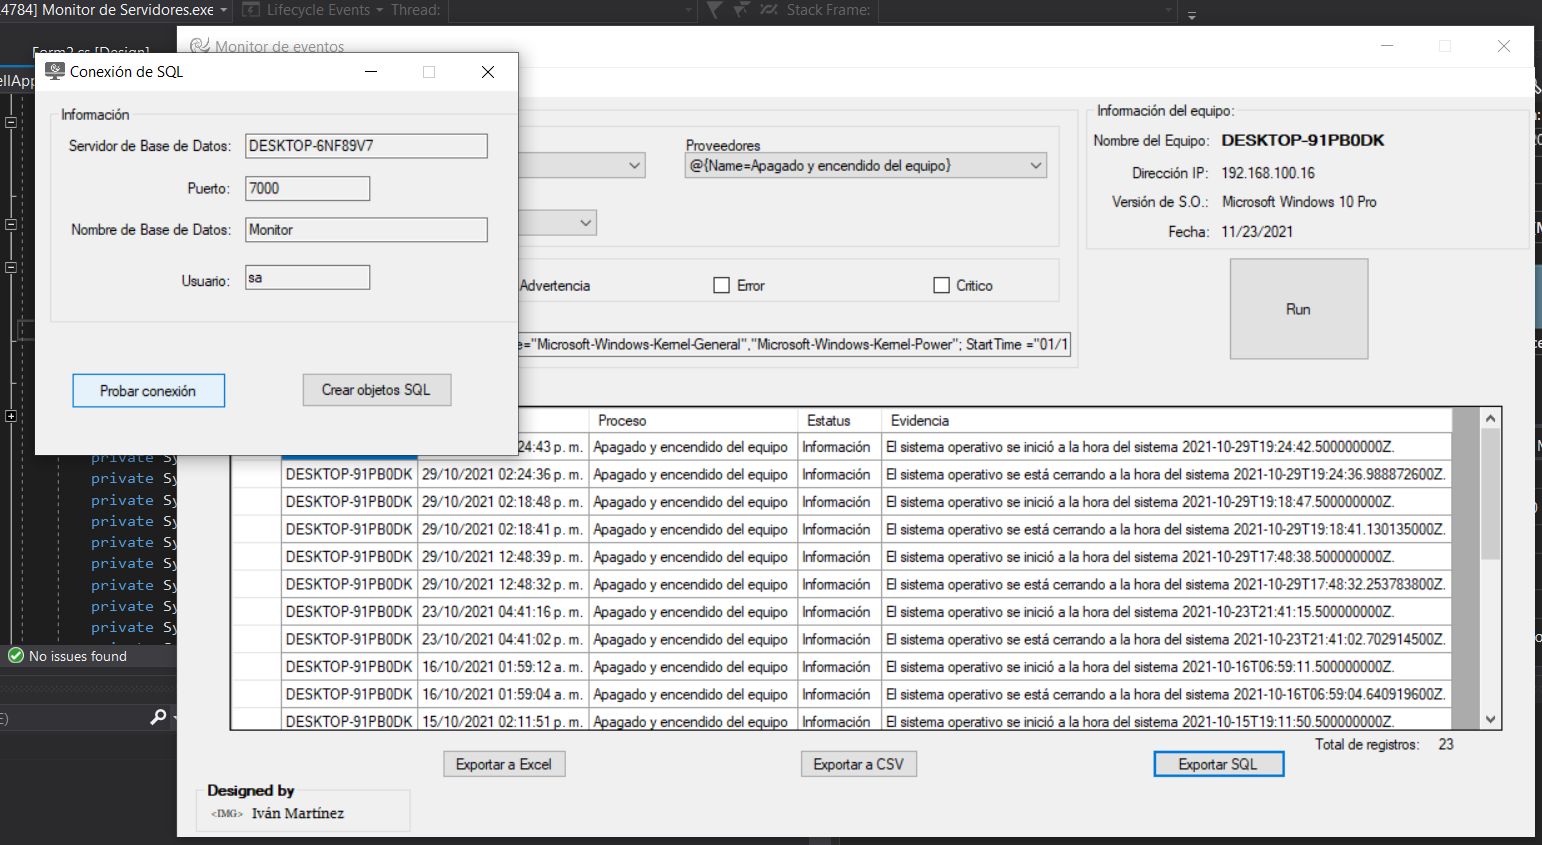 4784] Monitor de Servidores.exe Lifecycle Events Thread: Stack Frame:
Form2.cs [Design]
Monitor de eventos
Conexión de SQL
Información
Servidor de Base de Datos: DESKTOP-6NF89V7
Puerto: 7000
Nombre de Base de Datos: Monitor
Usuario: sa
Probar conexión Crear objetos SQL
Proveedores
@{Name=Apagado y encendido del equipo}
Advertencia Error Critico
e="Microsoft-Windows-Kernel-General","Microsoft-Windows-Kernel-Power"; StartTime ="01/1
Información del equipo:
Nombre del Equipo: DESKTOP-91PB0DK
Dirección IP: 192.168.100.16
Versión de S.O.: Microsoft Windows 10 Pro
Fecha: 11/23/2021
Run
Proceso Estatus Evidencia
24:43 p. m. Apagado y encendido del equipo Información El sistema operativo se inició a la hora del sistema 2021-10-29T19:24:42.500000000Z.
DESKTOP-91PB0DK 29/10/2021 02:24:36 p. m. Apagado y encendido del equipo Información El sistema operativo se está cerrando a la hora del sistema 2021-10-29T19:24:36.988872600Z.
DESKTOP-91PB0DK 29/10/2021 02:18:48 p. m. Apagado y encendido del equipo Información El sistema operativo se inició a la hora del sistema 2021-10-29T19:18:47.500000000Z.
DESKTOP-91PB0DK 29/10/2021 02:18:41 p. m. Apagado y encendido del equipo Información El sistema operativo se está cerrando a la hora del sistema 2021-10-29T19:18:41.130135000Z.
DESKTOP-91PB0DK 29/10/2021 12:48:39 p. m. Apagado y encendido del equipo Información El sistema operativo se inició a la hora del sistema 2021-10-29T17:48:38.500000000Z.
DESKTOP-91PB0DK 29/10/2021 12:48:32 p. m. Apagado y encendido del equipo Información El sistema operativo se está cerrando a la hora del sistema 2021-10-29T17:48:32.253783800Z.
DESKTOP-91PB0DK 23/10/2021 04:41:16 p. m. Apagado y encendido del equipo Información El sistema operativo se inició a la hora del sistema 2021-10-23T21:41:15.500000000Z.
DESKTOP-91PB0DK 23/10/2021 04:41:02 p. m. Apagado y encendido del equipo Información El sistema operativo se está cerrando a la hora del sistema 2021-10-23T21:41:02.702914500Z.
DESKTOP-91PB0DK 16/10/2021 01:59:12 a. m. Apagado y encendido del equipo Información El sistema operativo se inició a la hora del sistema 2021-10-16T06:59:11.500000000Z.
DESKTOP-91PB0DK 16/10/2021 01:59:04 a. m. Apagado y encendido del equipo Información El sistema operativo se está cerrando a la hora del sistema 2021-10-16T06:59:04.640919600Z.
DESKTOP-91PB0DK 15/10/2021 02:11:51 p. m. Apagado y encendido del equipo Información El sistema operativo se inició a la hora del sistema 2021-10-15T19:11:50.500000000Z.
Total de registros: 23
Exportar a Excel Exportar a CSV Exportar SQL
Designed by
<IMG> Iván Martínez
private Sy
private Sy
private Sy
private Sy
private Sy
private Sy
private Sy
private Sy
private Sy
No issues found